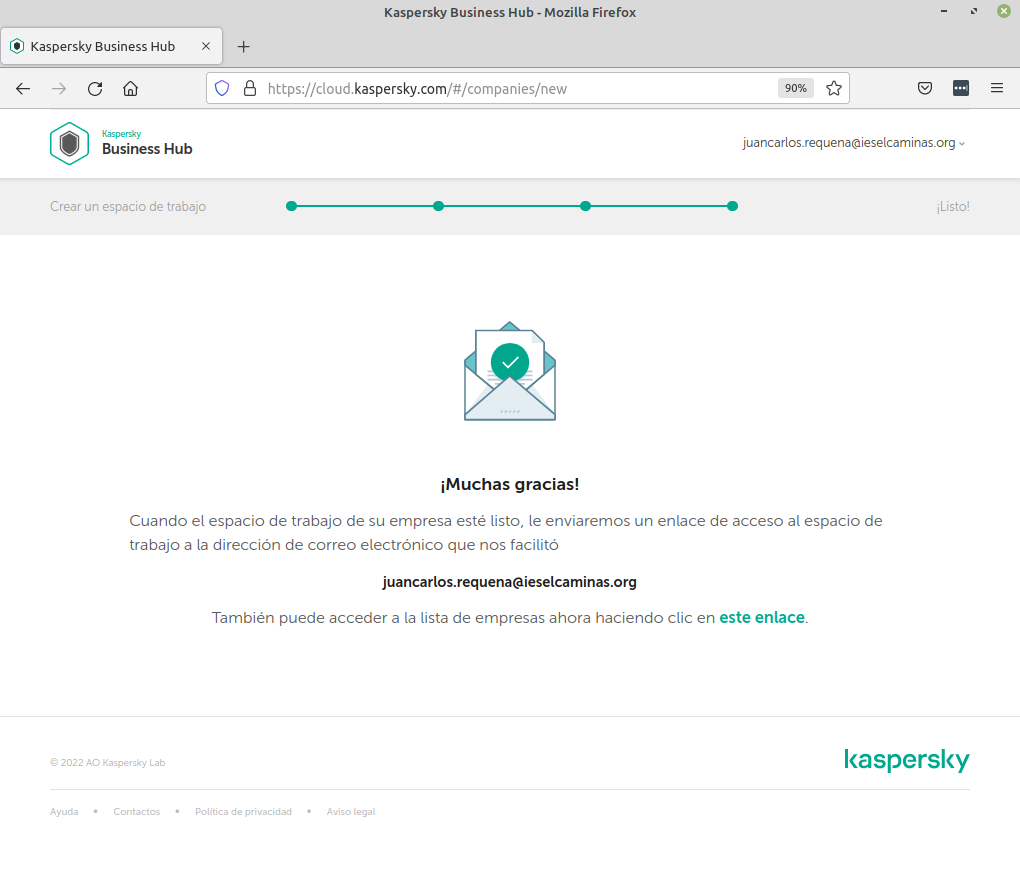 Kaspersky Business Hub - Mozilla Firefox
Kaspersky Business Hub
https://cloud.kaspersky.com/#/companies/new
90%
Kaspersky
Business Hub
juancarlos.requena@ieselcaminas.org
Crear un espacio de trabajo
¡Listo!
¡Muchas gracias!
Cuando el espacio de trabajo de su empresa esté listo, le enviaremos un enlace de acceso al espacio de
trabajo a la dirección de correo electrónico que nos facilitó
juancarlos.requena@ieselcaminas.org
También puede acceder a la lista de empresas ahora haciendo clic en este enlace.
© 2022 AO Kaspersky Lab
kaspersky
Ayuda • Contactos • Política de privacidad • Aviso legal